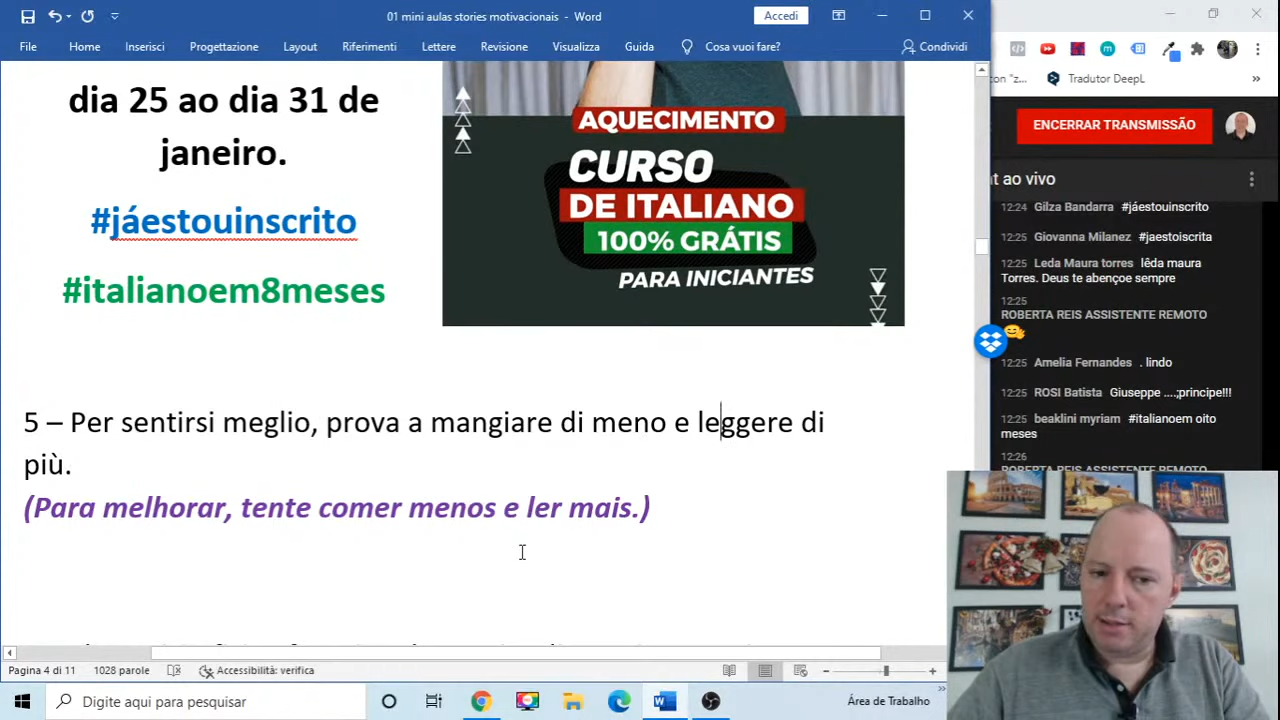 01 mini aulas stories motivacionais - Word
Accedi
File Home Inserisci Progettazione Layout Riferimenti Lettere Revisione Visualizza Guida Cosa vuoi fare? Condividi
dia 25 ao dia 31 de
janeiro.
#jáestouinscrito
#italianoem8meses
AQUECIMENTO
CURSO
DE ITALIANO
100% GRÁTIS
PARA INICIANTES
5 – Per sentirsi meglio, prova a mangiare di meno e leggere di
più.
(Para melhorar, tente comer menos e ler mais.)
Pagina 4 di 11 1028 parole Accessibilità: verifica
Digite aqui para pesquisar
Área de Trabalho
con "z... Tradutor DeepL
ENCERRAR TRANSMISSÃO
t ao vivo
12:24 Gilza Bandarra #jáestouinscrito
12:25 Giovanna Milanez #jaestoiscrita
12:25 Leda Maura torres lêda maura
Torres. Deus te abençoe sempre
12:25
ROBERTA REIS ASSISTENTE REMOTO
12:25 Amelia Fernandes . lindo
12:25 ROSI Batista Giuseppe ....;principe!!!
12:25 beaklini myriam #italianoem oito
meses
12:26
ROBERTA REIS ASSISTENTE REMOTO